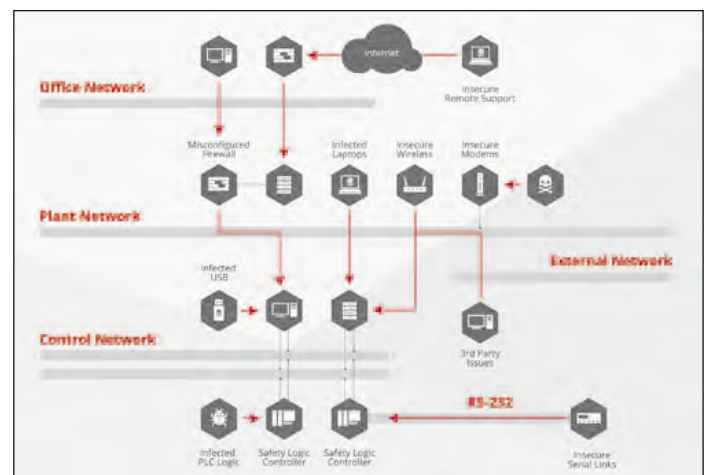 Internet
Insecure
Remote Support
Office Network
Misconfigured
Firewall
Infected
Laptops
Insecure
Wireless
Insecure
Modems
Plant Network
External Network
Infected
USB
Control Network
3rd Party
Issues
RS-232
Infected
PLC Logic
Safety Logic
Controller
Safety Logic
Controller
Insecure
Serial Links